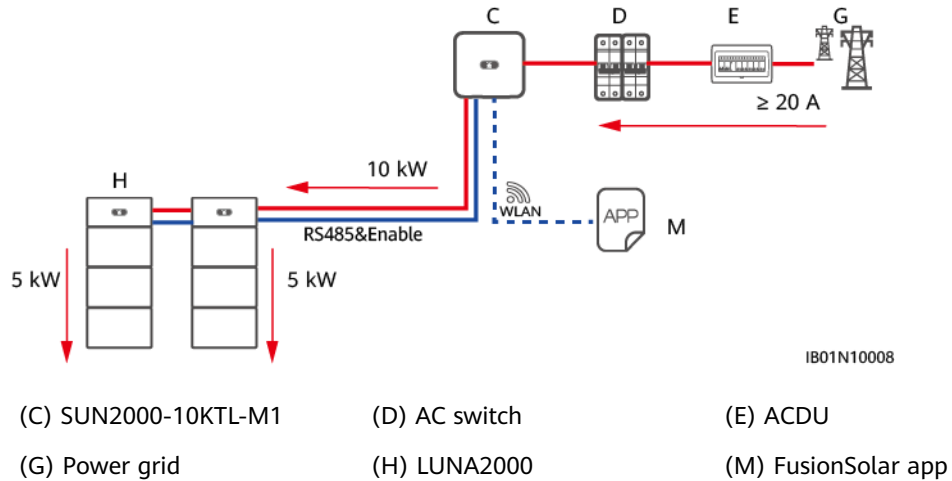 C
D
E
G
≥ 20 A
10 kW
H
WLAN
APP
M
RS485&Enable
5 kW
5 kW
IB01N10008
(C) SUN2000-10KTL-M1
(D) AC switch
(E) ACDU
(G) Power grid
(H) LUNA2000
(M) FusionSolar app